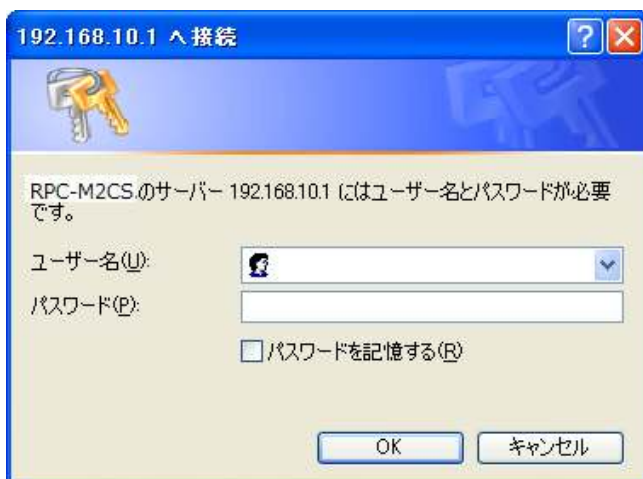 192.168.10.1 へ接続
RPC-M2CS.のサーバー 192.168.10.1 にはユーザー名とパスワードが必要
です。
ユーザー名(U):
パスワード(P):
パスワードを記憶する(R)
OK
キャンセル